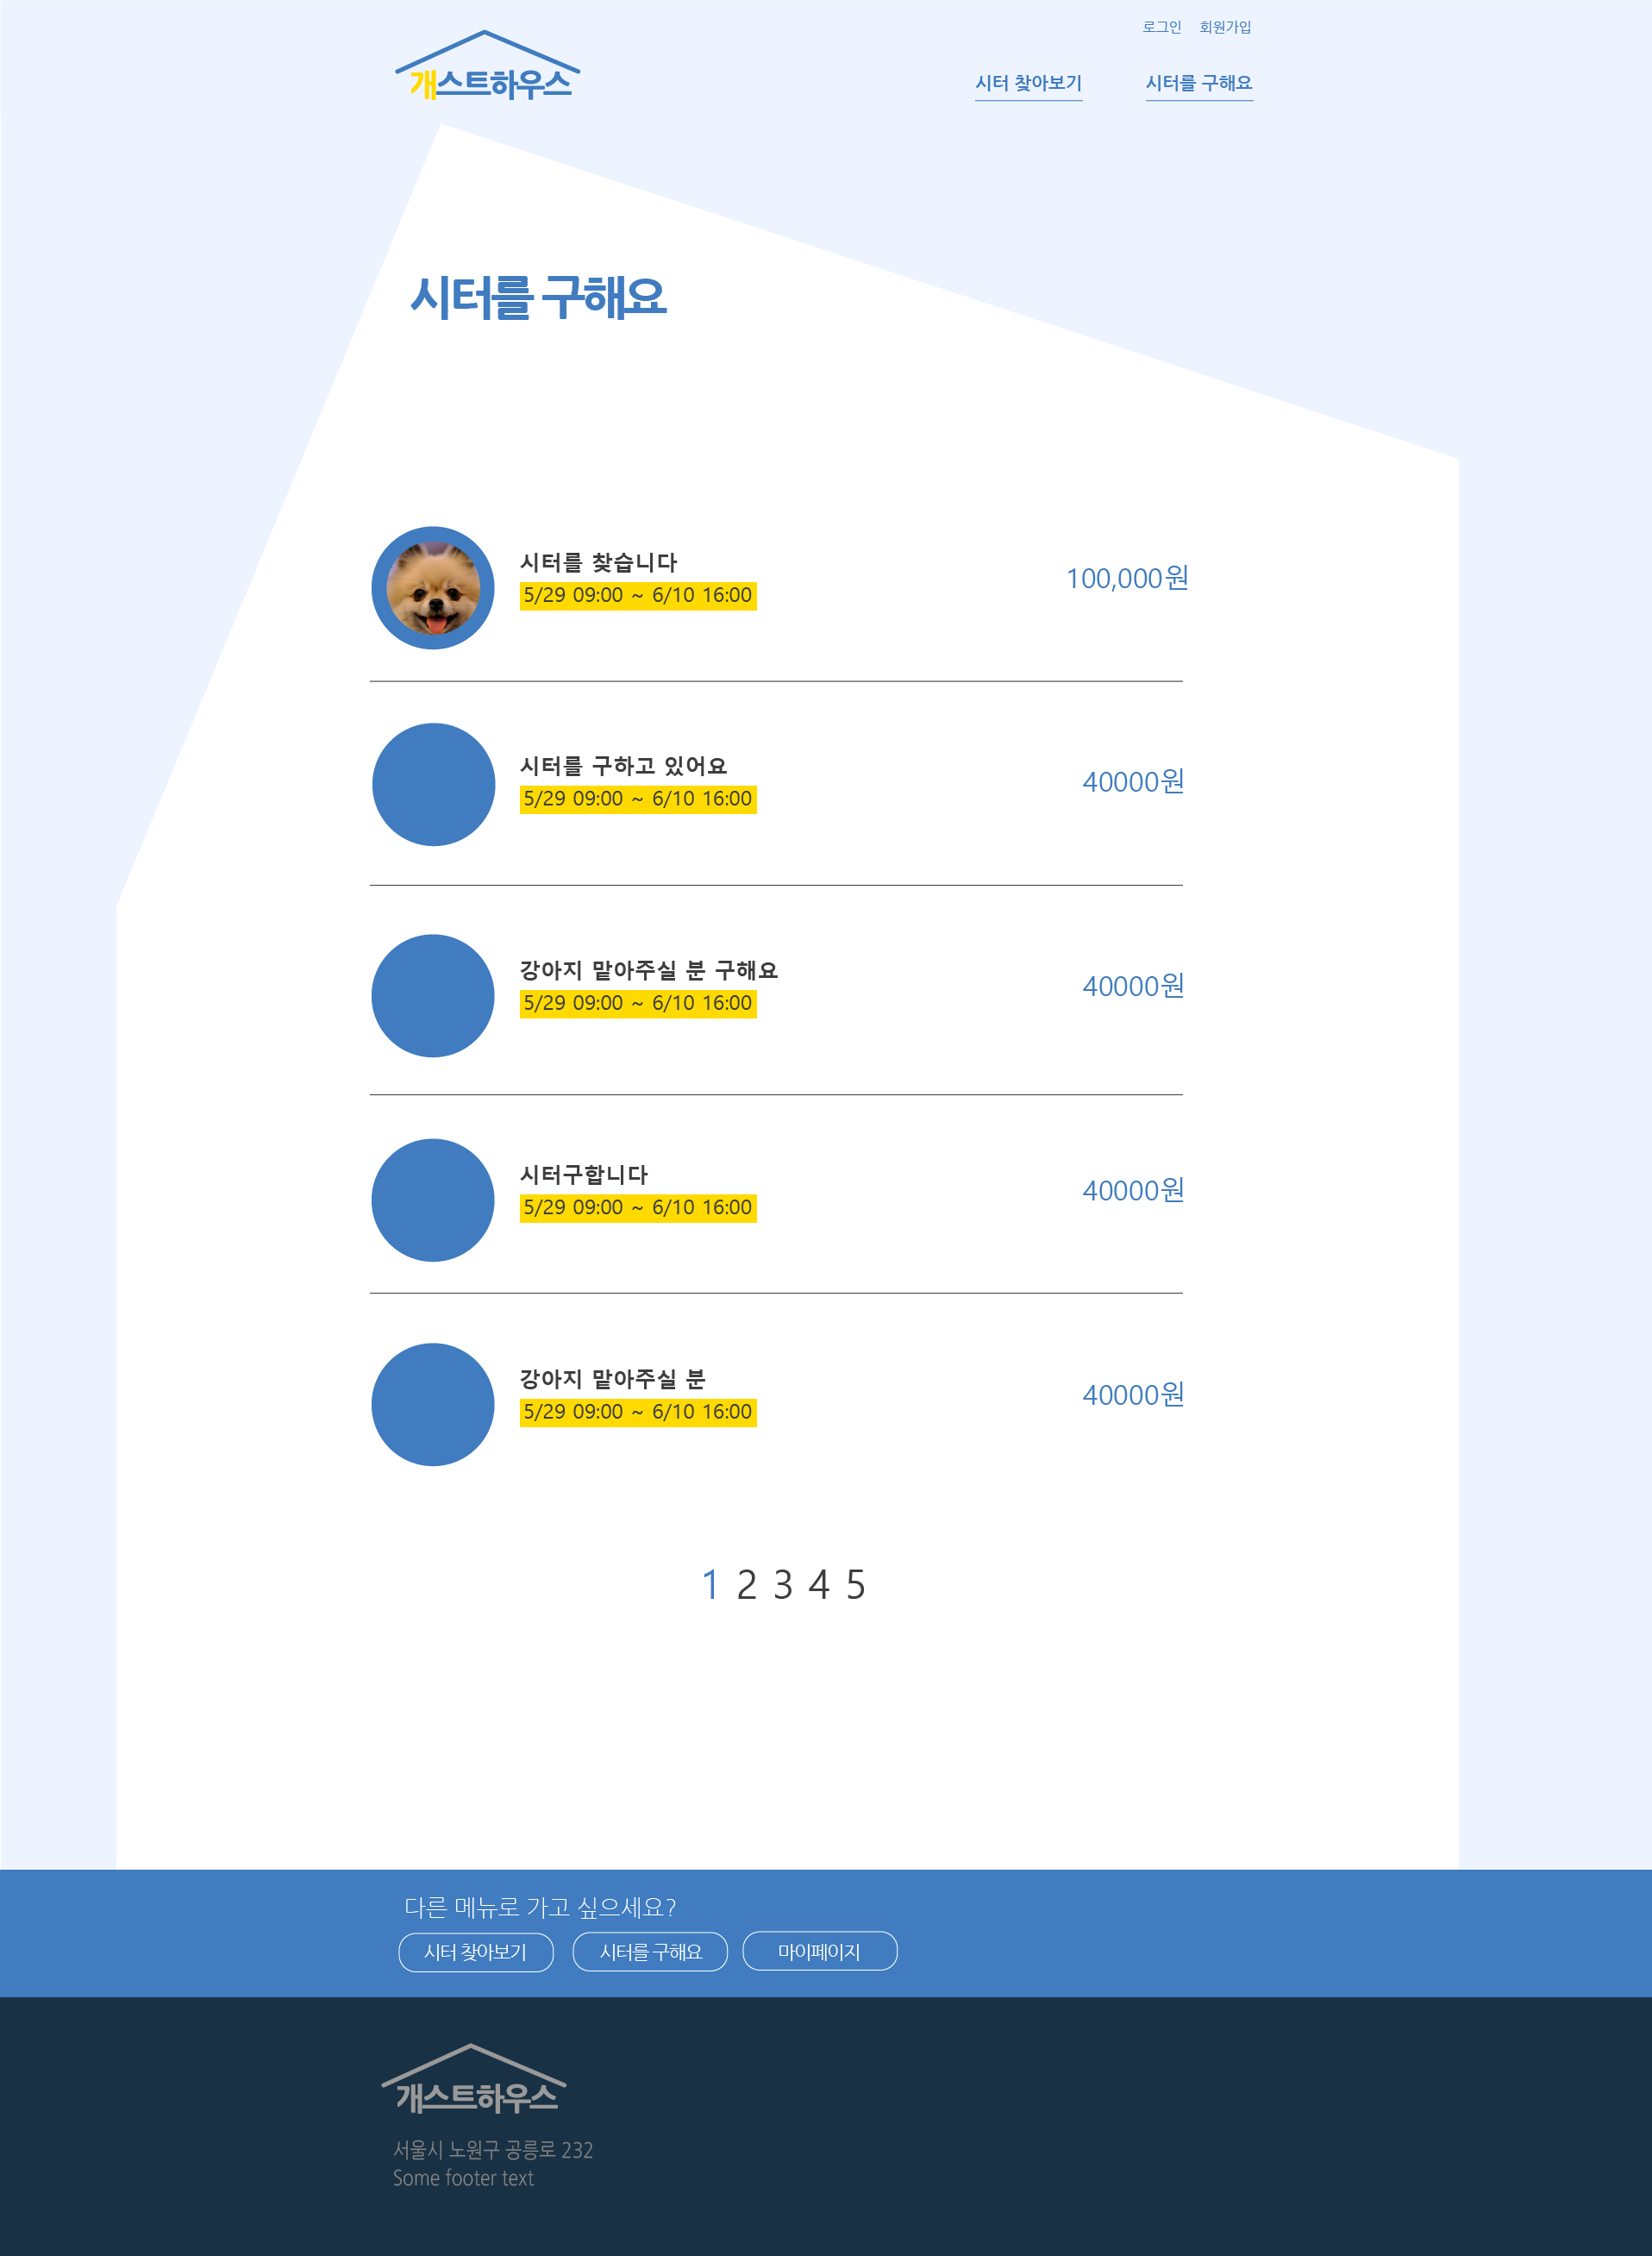 로그인 회원가입
개스트하우스
시터 찾아보기 시터를 구해요
시터를 구해요
시터를 찾습니다
5/29 09:00 ~ 6/10 16:00
100,000원
시터를 구하고 있어요
5/29 09:00 ~ 6/10 16:00
40000원
강아지 맡아주실 분 구해요
5/29 09:00 ~ 6/10 16:00
40000원
시터구합니다
5/29 09:00 ~ 6/10 16:00
40000원
강아지 맡아주실 분
5/29 09:00 ~ 6/10 16:00
40000원
1 2 3 4 5
다른 메뉴로 가고 싶으세요?
시터 찾아보기 시터를 구해요 마이페이지
개스트하우스
서울시 노원구 공릉로 232
Some footer text